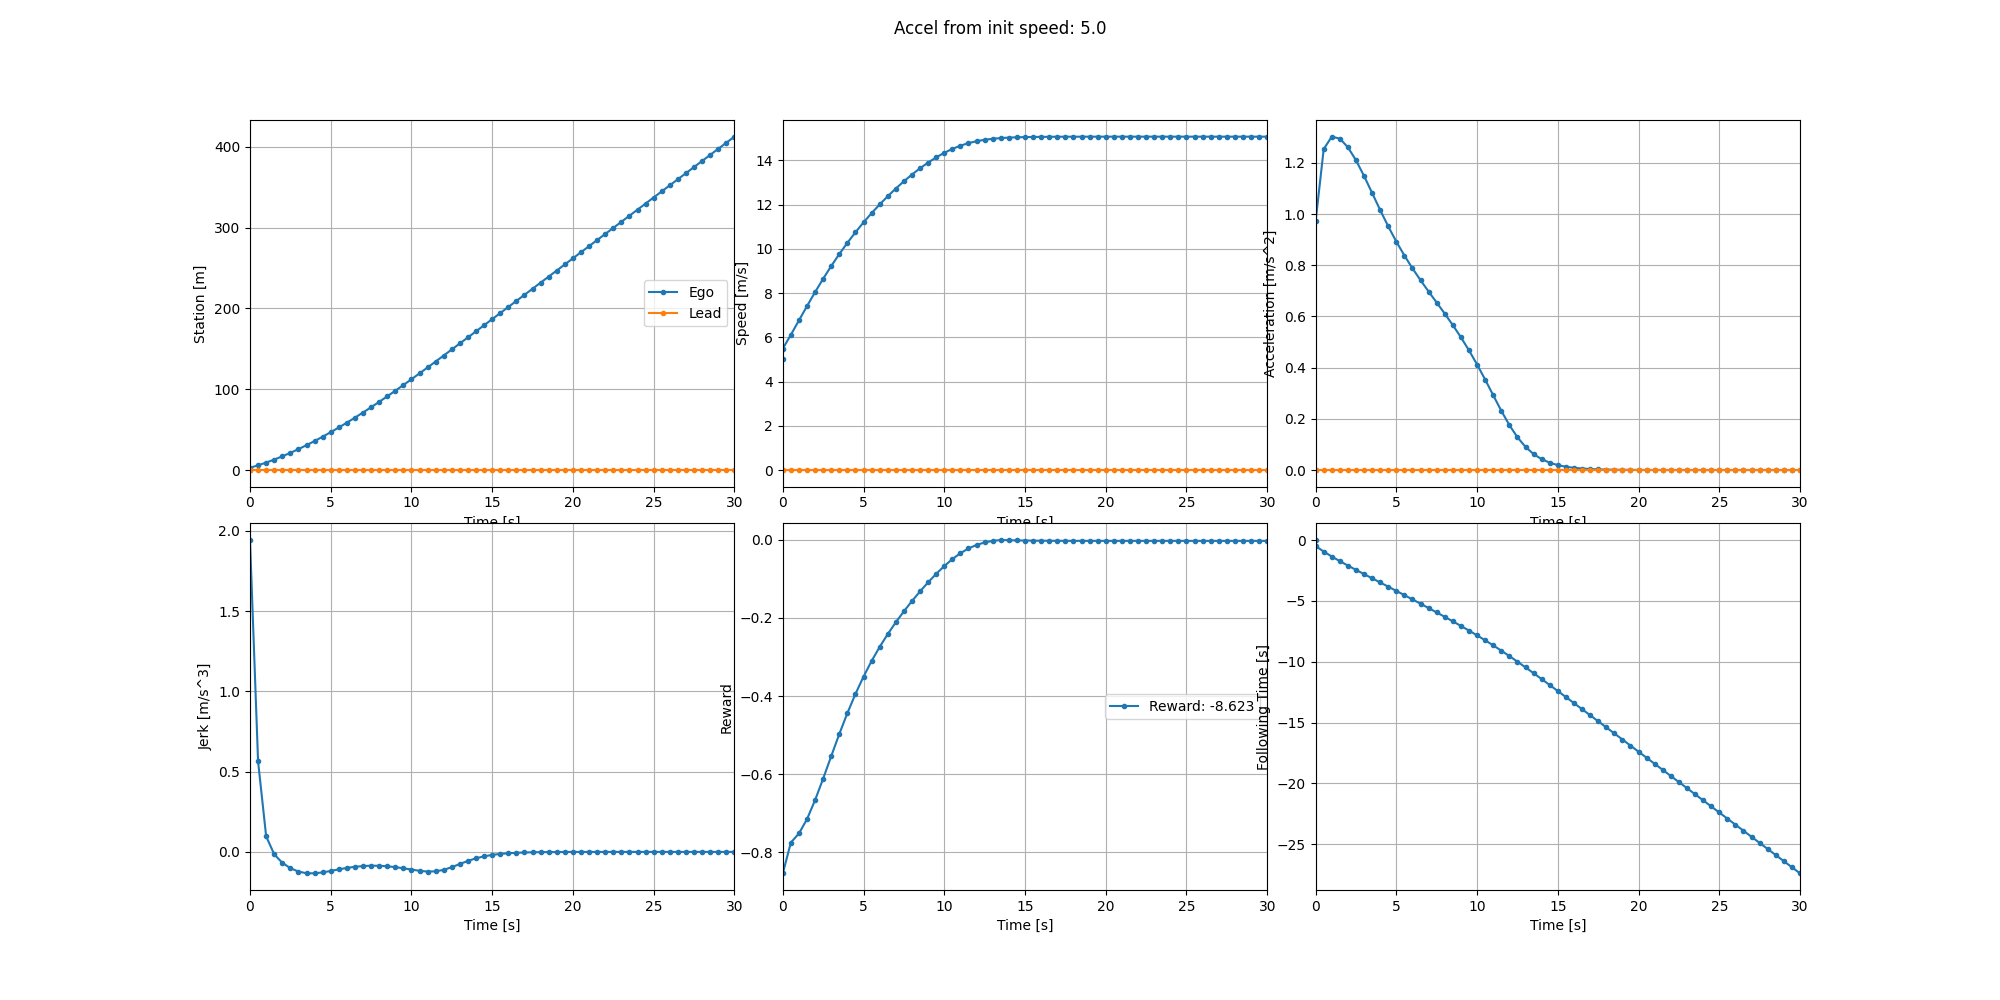 Accel from init speed: 5.0
Station [m]
400
300
200
100
0
0 5 10 15 20 25 30
Time [s]
Ego
Lead
Speed [m/s]
14
12
10
8
6
4
2
0
0 5 10 15 20 25 30
Time [s]
Acceleration [m/s^2]
1.2
1.0
0.8
0.6
0.4
0.2
0.0
0 5 10 15 20 25 30
Time [s]
Jerk [m/s^3]
2.0
1.5
1.0
0.5
0.0
0 5 10 15 20 25 30
Time [s]
Reward
0.0
−0.2
−0.4
−0.6
−0.8
Reward: -8.623
0 5 10 15 20 25 30
Time [s]
Following Time [s]
0
−5
−10
−15
−20
−25
0 5 10 15 20 25 30
Time [s]